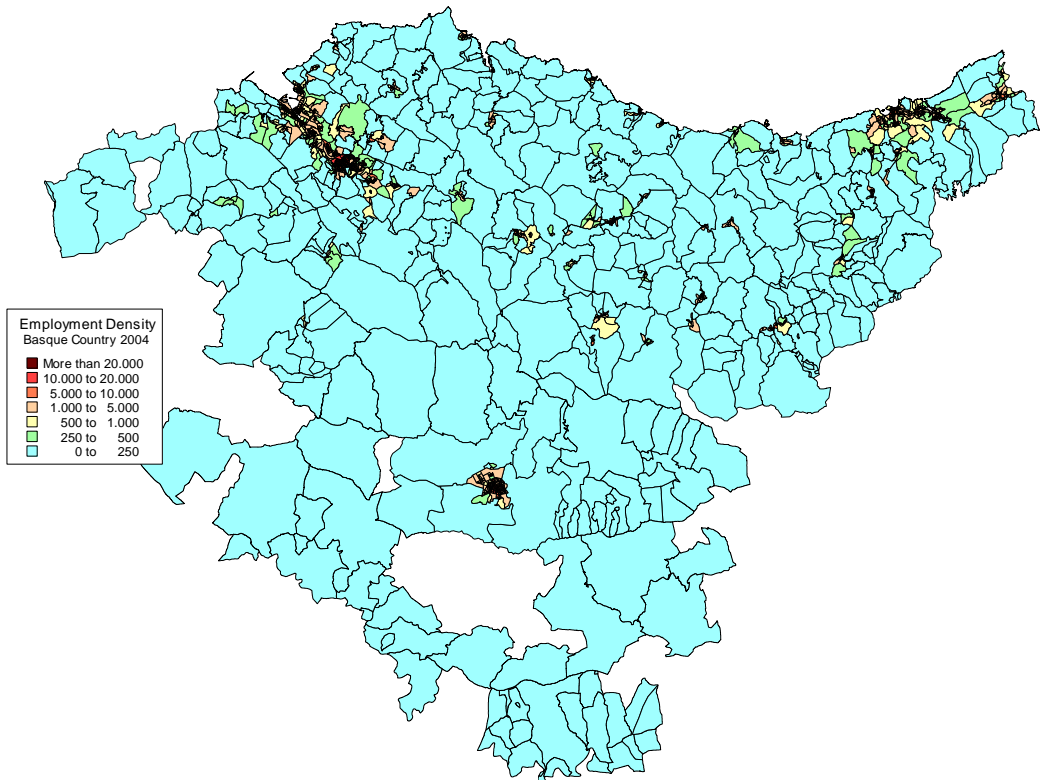 Employment Density
Basque Country 2004
More than 20.000
10.000 to 20.000
5.000 to 10.000
1.000 to 5.000
500 to 1.000
250 to 500
0 to 250